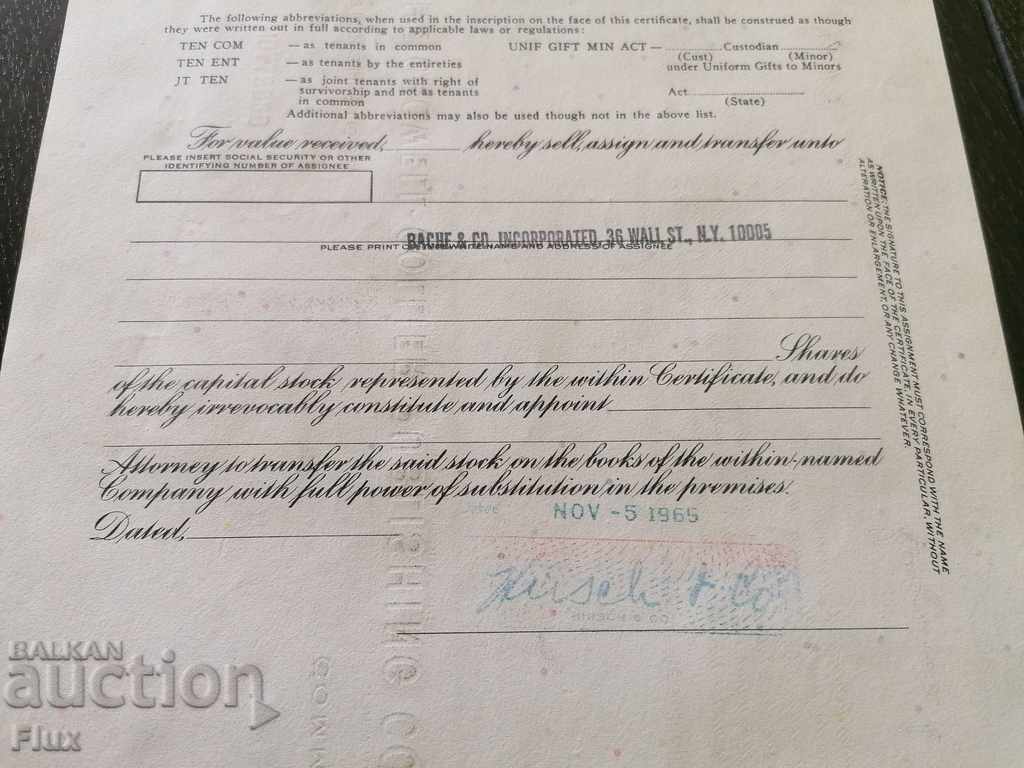 The following abbreviations, when used in the inscription on the face of this certificate, shall be construed as though
they were written out in full according to applicable laws or regulations:
TEN COM — as tenants in common
TEN ENT — as tenants by the entireties
JT TEN — as joint tenants with right of
survivorship and not as tenants
in common
UNIF GIFT MIN ACT — Custodian
(Cust) (Minor)
under Uniform Gifts to Minors
Act
(State)
Additional abbreviations may also be used though not in the above list.
For value received, hereby sell, assign and transfer unto
PLEASE INSERT SOCIAL SECURITY OR OTHER
IDENTIFYING NUMBER OF ASSIGNEE
BACHE & CO. INCORPORATED, 36 WALL ST., N.Y. 10005
PLEASE PRINT OR TYPEWRITE NAME AND ADDRESS OF ASSIGNEE
Shares
of the capital stock represented by the within Certificate, and do
hereby irrevocably constitute and appoint
Attorney to transfer the said stock on the books of the within-named
Company with full power of substitution in the premises.
NOV -5 1965
Dated,
Hirsch & Co
HIRSCH & CO
NOTICE: THE SIGNATURE TO THIS ASSIGNMENT MUST CORRESPOND WITH THE NAME
AS WRITTEN UPON THE FACE OF THE CERTIFICATE, IN EVERY PARTICULAR, WITHOUT
ALTERATION OR ENLARGEMENT, OR ANY CHANGE WHATEVER.
BALKAN
auction
Flux